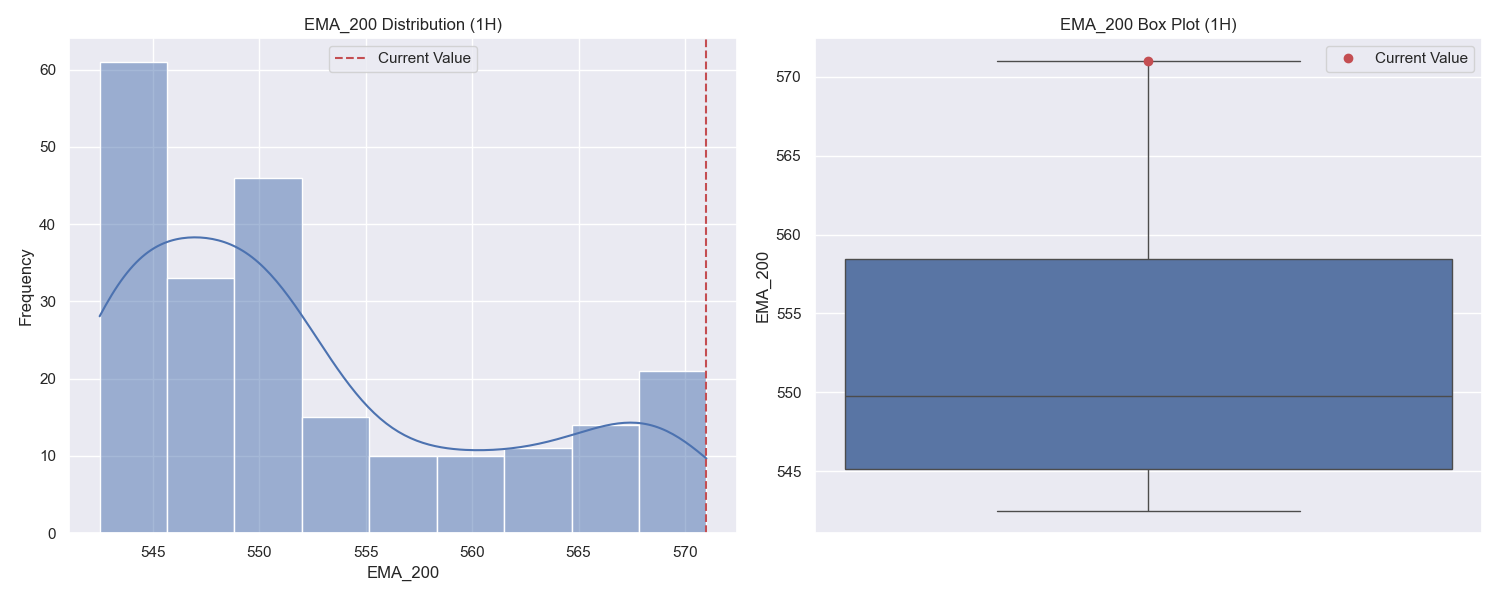 EMA_200 Distribution (1H)
Current Value
60
50
40
30
20
10
0
Frequency
545
550
555
560
565
570
EMA_200
EMA_200 Box Plot (1H)
Current Value
570
565
560
555
550
545
EMA_200